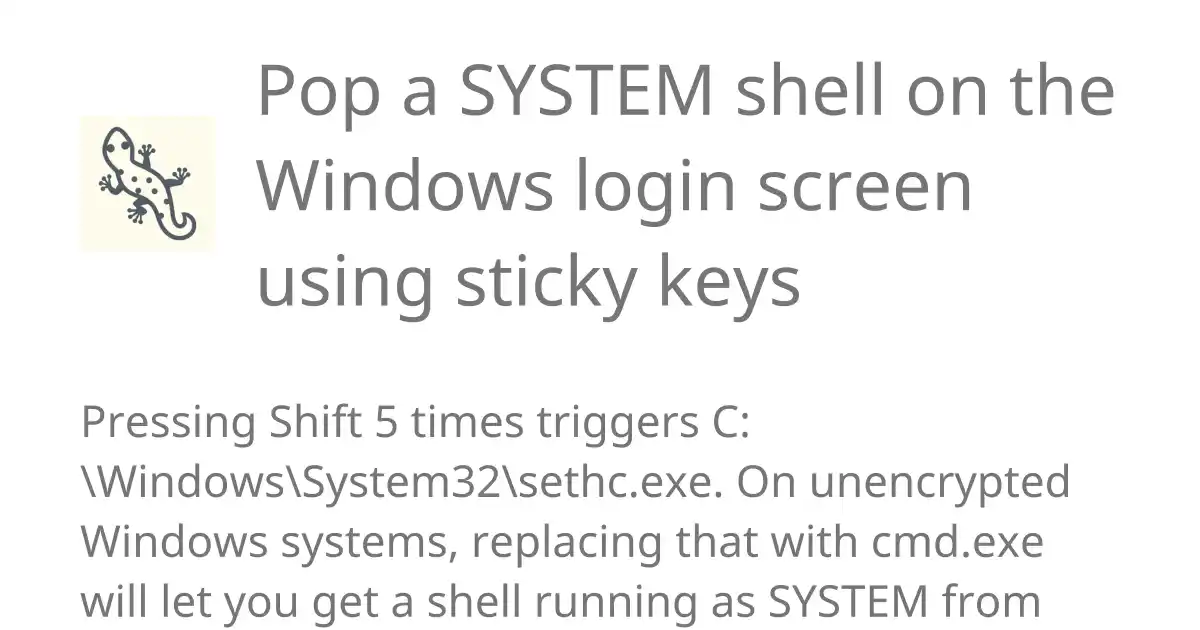 Pop a SYSTEM shell on the
Windows login screen
using sticky keys
Pressing Shift 5 times triggers C:
\Windows\System32\sethc.exe. On unencrypted
Windows systems, replacing that with cmd.exe
will let you get a shell running as SYSTEM from